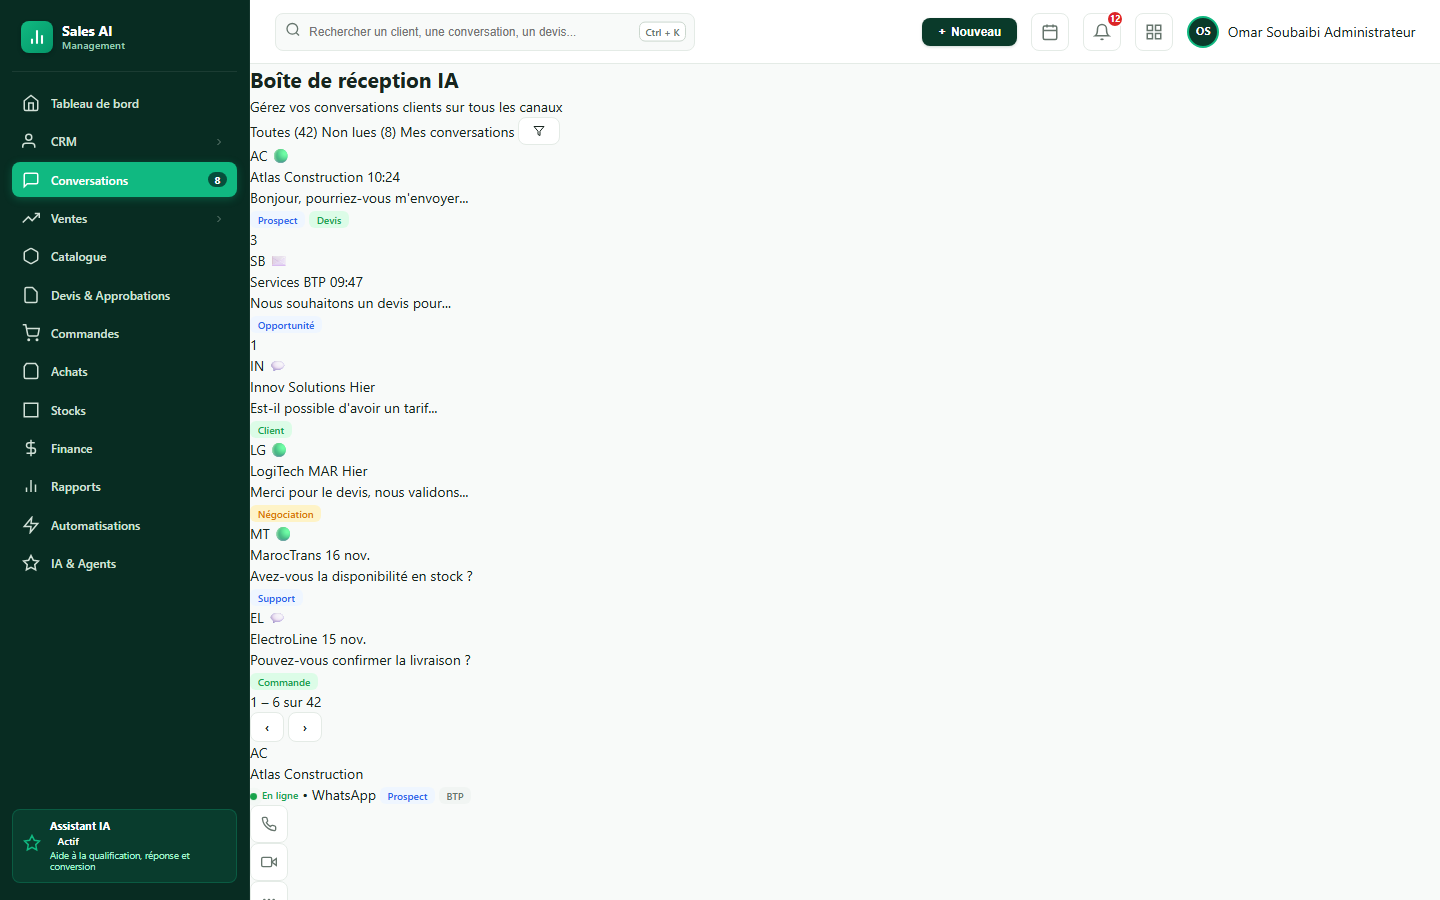 Sales AI
Management
Tableau de bord
CRM
Conversations 8
Ventes
Catalogue
Devis & Approbations
Commandes
Achats
Stocks
Finance
Rapports
Automatisations
IA & Agents
Assistant IA
Actif
Aide à la qualification, réponse et
conversion
Rechercher un client, une conversation, un devis... Ctrl + K
+ Nouveau
12
OS Omar Soubaibi Administrateur
Boîte de réception IA
Gérez vos conversations clients sur tous les canaux
Toutes (42) Non lues (8) Mes conversations
AC
Atlas Construction 10:24
Bonjour, pourriez-vous m'envoyer...
Prospect Devis
3
SB
Services BTP 09:47
Nous souhaitons un devis pour...
Opportunité
1
IN
Innov Solutions Hier
Est-il possible d'avoir un tarif...
Client
LG
LogiTech MAR Hier
Merci pour le devis, nous validons...
Négociation
MT
MarocTrans 16 nov.
Avez-vous la disponibilité en stock ?
Support
EL
ElectroLine 15 nov.
Pouvez-vous confirmer la livraison ?
Commande
1 – 6 sur 42
‹ ›
AC
Atlas Construction
En ligne • WhatsApp Prospect BTP